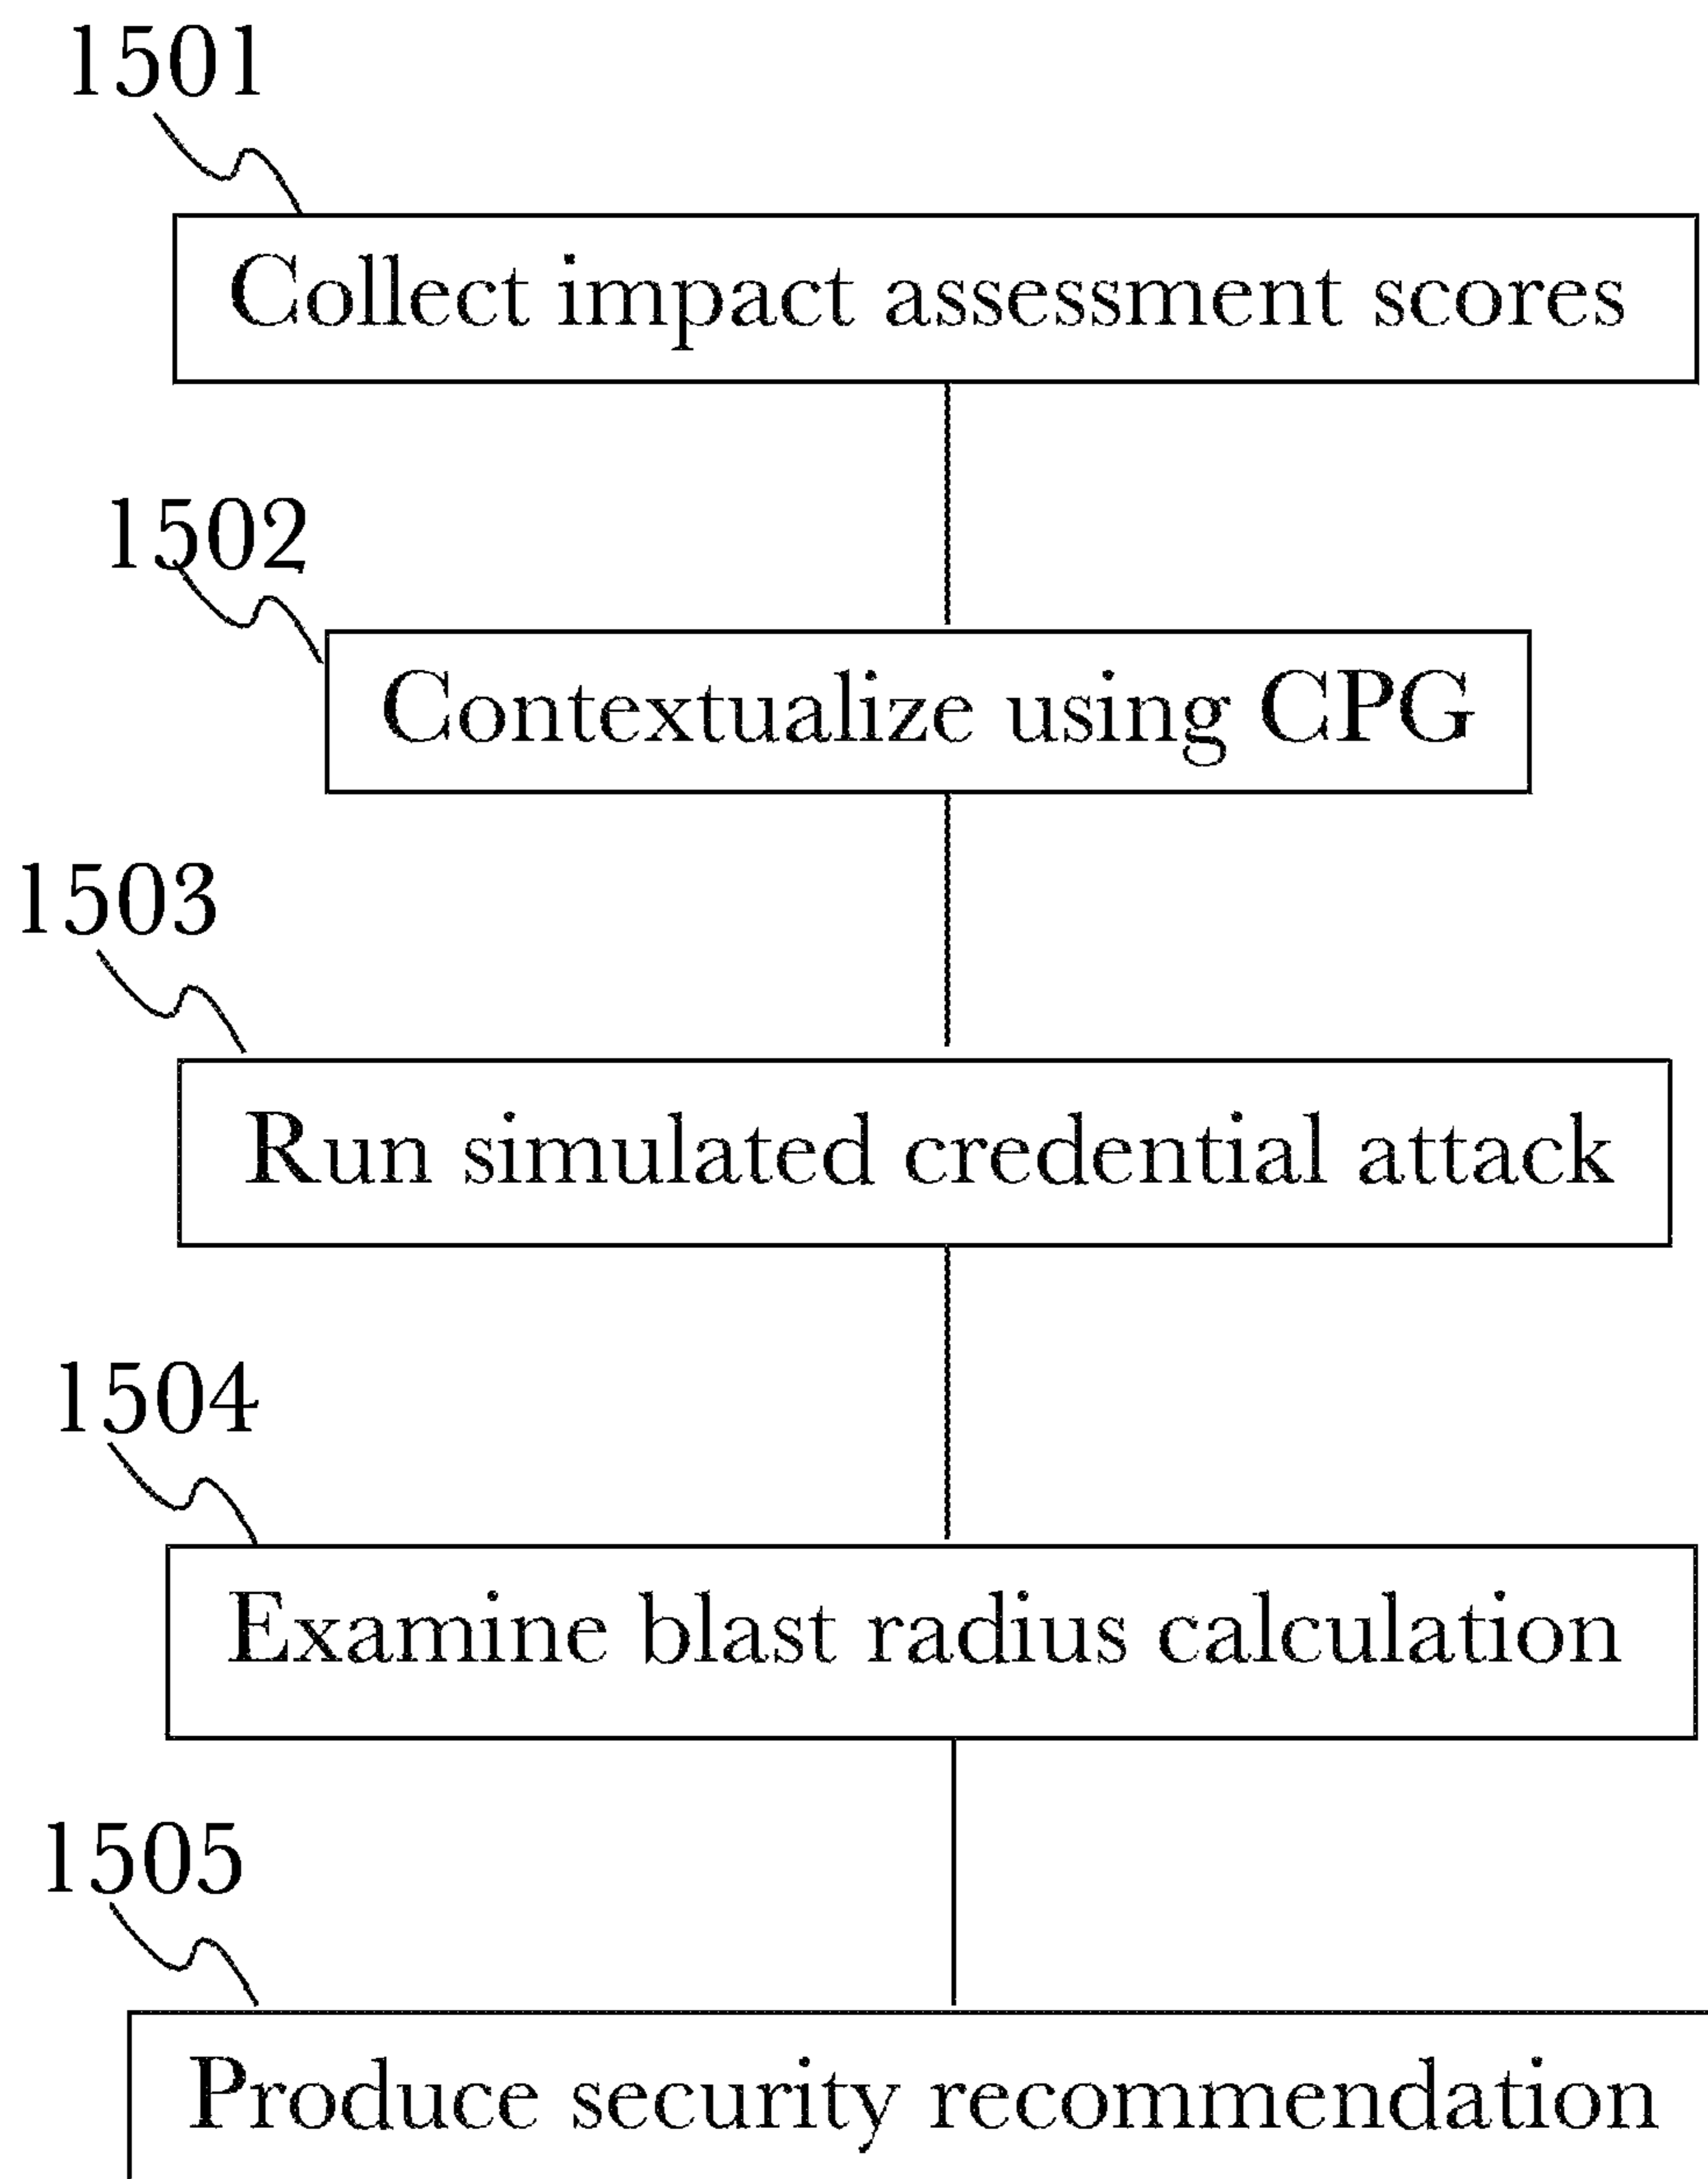 1501
Collect impact assessment scores
1502
Contextualize using CPG
1503
Run simulated credential attack
1504
Examine blast radius calculation
1505
Produce security recommendation